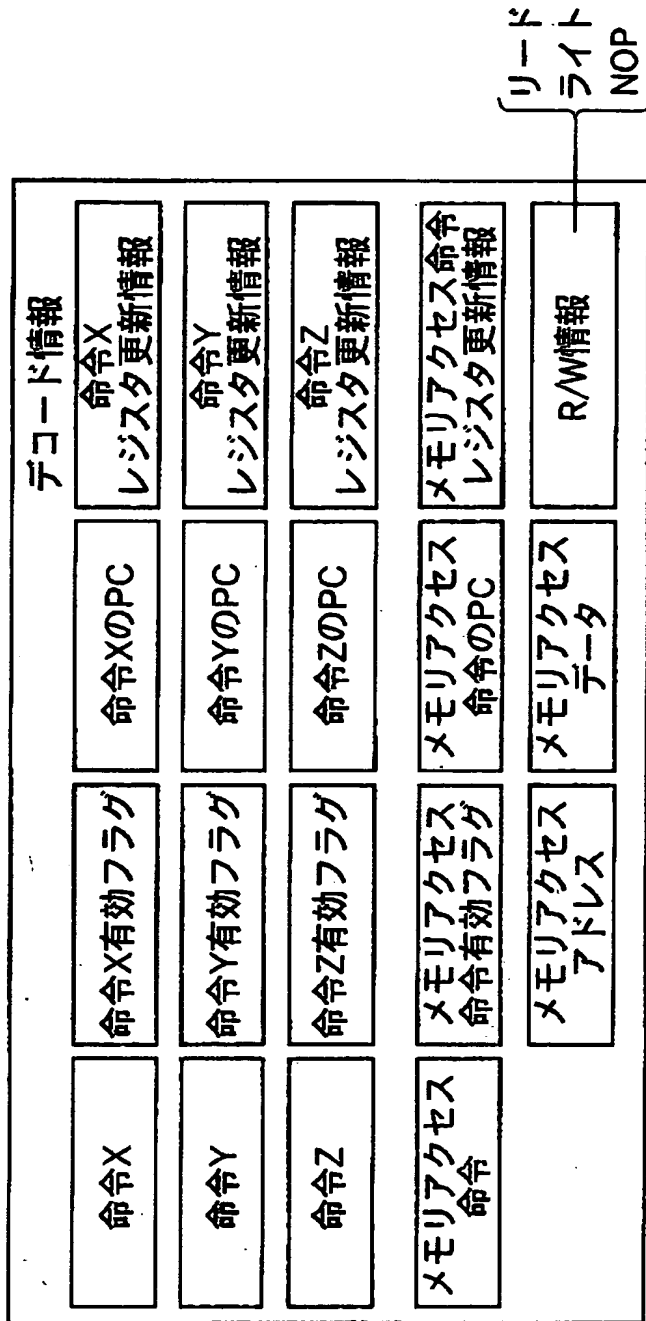 デコード情報
命令X
命令X有効フラグ
命令XのPC
命令X
レジスタ更新情報
命令Y
命令Y有効フラグ
命令YのPC
命令Y
レジスタ更新情報
命令Z
命令Z有効フラグ
命令ZのPC
命令Z
レジスタ更新情報
メモリアクセス
命令
メモリアクセス
命令有効フラグ
メモリアクセス
命令のPC
メモリアクセス命令
レジスタ更新情報
メモリアクセス
アドレス
メモリアクセス
データ
R/W情報
リード
ライト
NOP